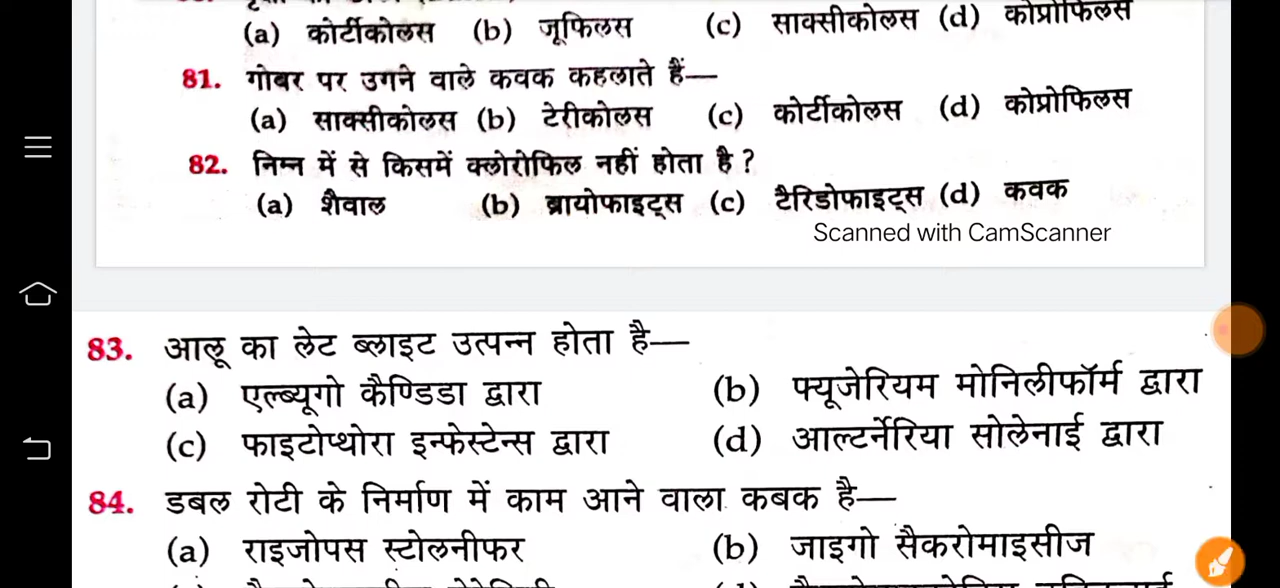 (a) कोर्टीकोलस (b) जूफिलस (c) साक्सीकोलस (d) कोप्रोफिलस
81. गोबर पर उगने वाले कवक कहलाते हैं—
(a) साक्सीकोलस (b) टेरीकोलस (c) कोर्टीकोलस (d) कोप्रोफिलस
82. निम्न में से किसमें क्लोरोफिल नहीं होता है ?
(a) शैवाल (b) ब्रायोफाइट्स (c) टैरिडोफाइट्स (d) कवक
Scanned with CamScanner
83. आलू का लेट ब्लाइट उत्पन्न होता है—
(a) एल्ब्यूगो कैण्डिडा द्वारा (b) फ्यूजेरियम मोनिलीफॉर्म द्वारा
(c) फाइटोप्थोरा इन्फेस्टेन्स द्वारा (d) आल्टर्नेरिया सोलेनाई द्वारा
84. डबल रोटी के निर्माण में काम आने वाला कबक है—
(a) राइजोपस स्टोलनीफर (b) जाइगो सैकरोमाइसीज